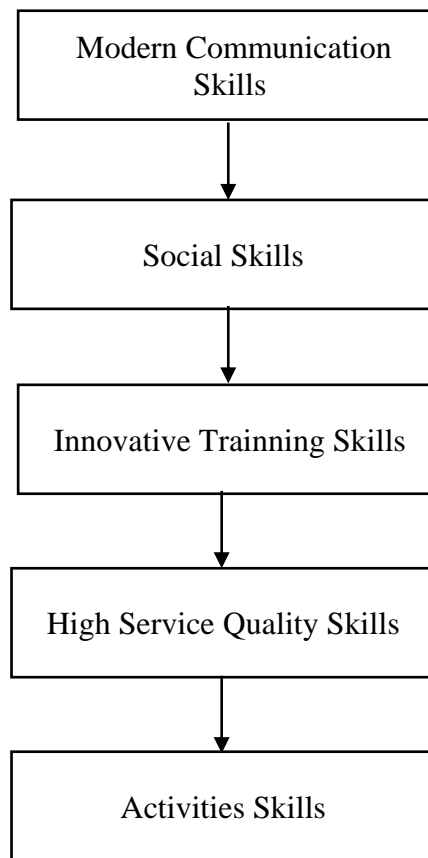 Modern Communication
Skills
Social Skills
Innovative Trainning Skills
High Service Quality Skills
Activities Skills